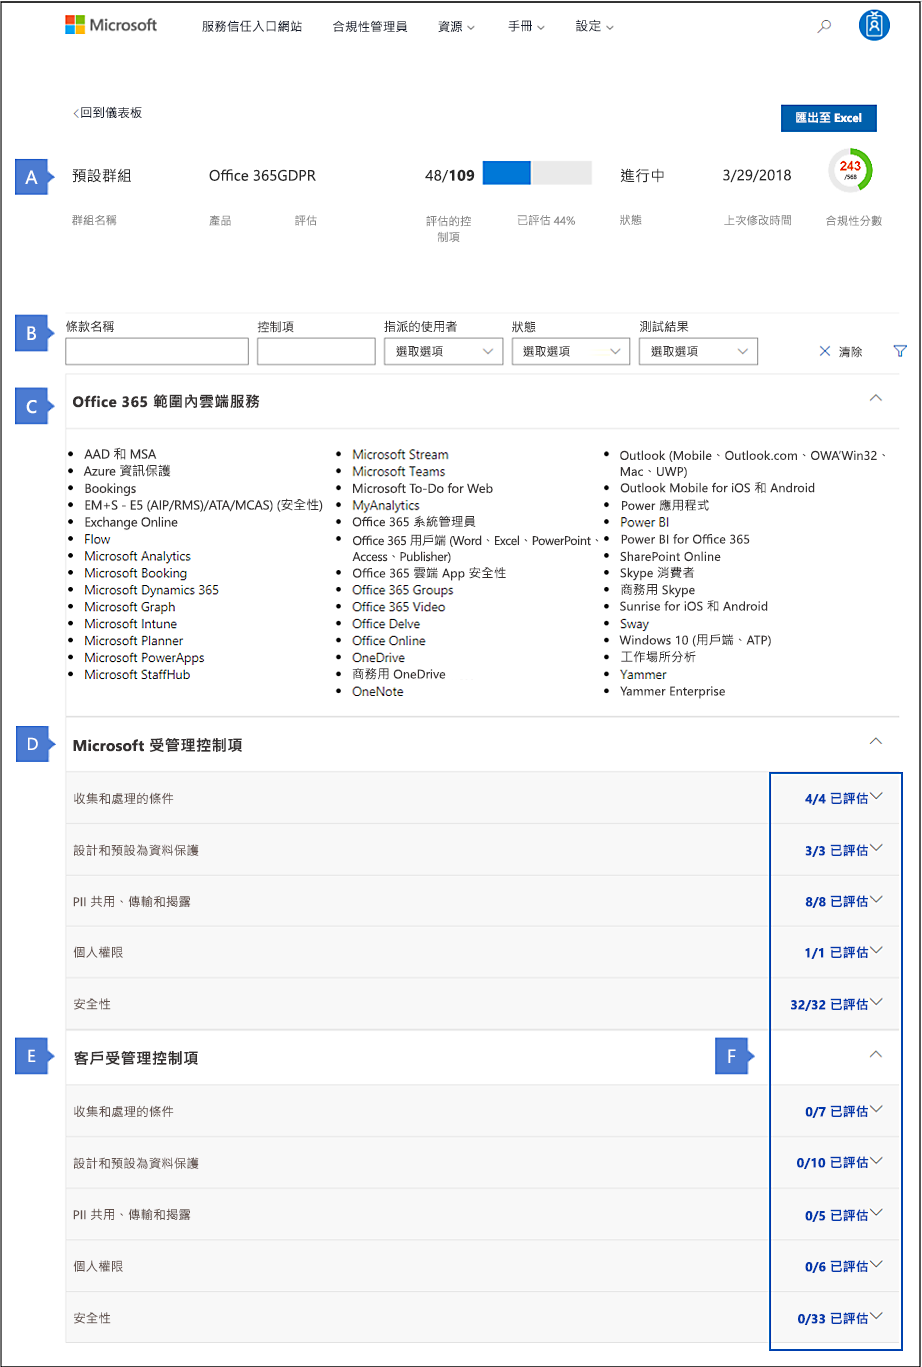 Microsoft 服務信任入口網站 合規性管理員 資源 手冊 設定
回到儀表板
匯出至 Excel
A 預設群組 Office 365GDPR 48/109 進行中 3/29/2018 243 /568
群組名稱 產品 評估 評估的控制項 已評估 44% 狀態 上次修改時間 合規性分數
B 條款名稱 控制項 指派的使用者 狀態 測試結果
選取選項 選取選項 選取選項 清除
C Office 365 範圍內雲端服務
AAD 和 MSA
Azure 資訊保護
Bookings
EM+S - E5 (AIP/RMS)/ATA/MCAS) (安全性)
Exchange Online
Flow
Microsoft Analytics
Microsoft Booking
Microsoft Dynamics 365
Microsoft Graph
Microsoft Intune
Microsoft Planner
Microsoft PowerApps
Microsoft StaffHub
Microsoft Stream
Microsoft Teams
Microsoft To-Do for Web
MyAnalytics
Office 365 系統管理員
Office 365 用戶端 (Word、Excel、PowerPoint、
Access、Publisher)
Office 365 雲端 App 安全性
Office 365 Groups
Office 365 Video
Office Delve
Office Online
OneDrive
商務用 OneDrive
OneNote
Outlook (Mobile、Outlook.com、OWA'Win32、
Mac、UWP)
Outlook Mobile for iOS 和 Android
Power 應用程式
Power BI
Power BI for Office 365
SharePoint Online
Skype 消費者
商務用 Skype
Sunrise for iOS 和 Android
Sway
Windows 10 (用戶端、ATP)
工作場所分析
Yammer
Yammer Enterprise
D Microsoft 受管理控制項
收集和處理的條件 4/4 已評估
設計和預設為資料保護 3/3 已評估
PII 共用、傳輸和揭露 8/8 已評估
個人權限 1/1 已評估
安全性 32/32 已評估
E 客戶受管理控制項 F
收集和處理的條件 0/7 已評估
設計和預設為資料保護 0/10 已評估
PII 共用、傳輸和揭露 0/5 已評估
個人權限 0/6 已評估
安全性 0/33 已評估